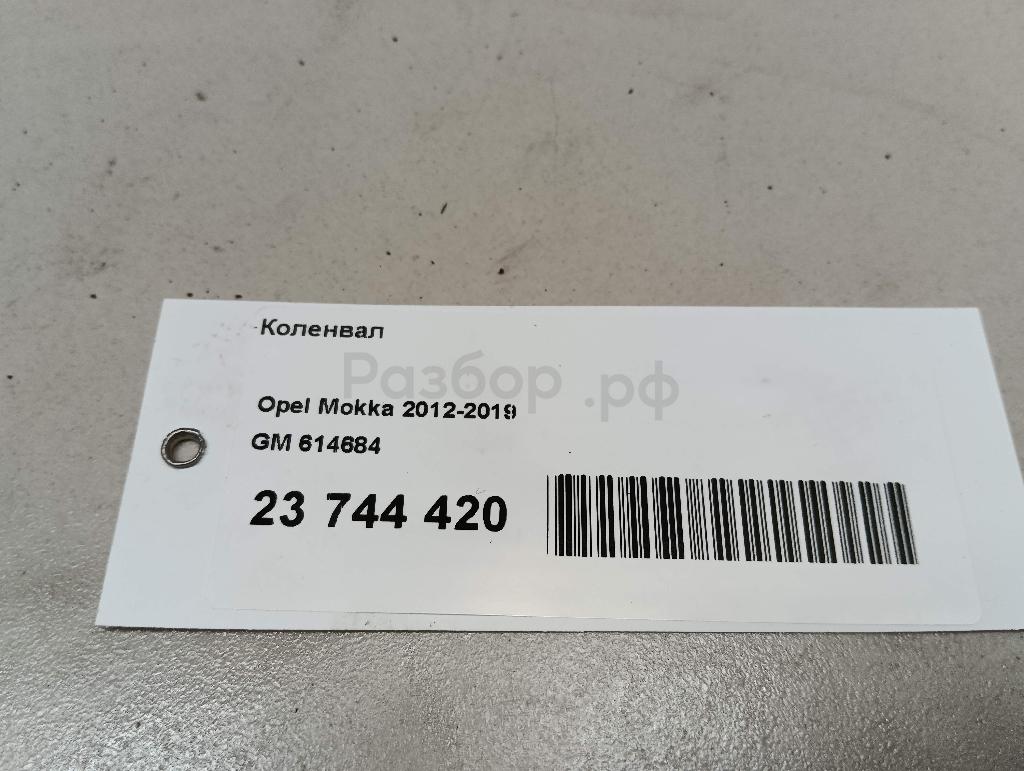 Коленвал
Разбор.рф
Opel Mokka 2012-2019
GM 614684
23 744 420